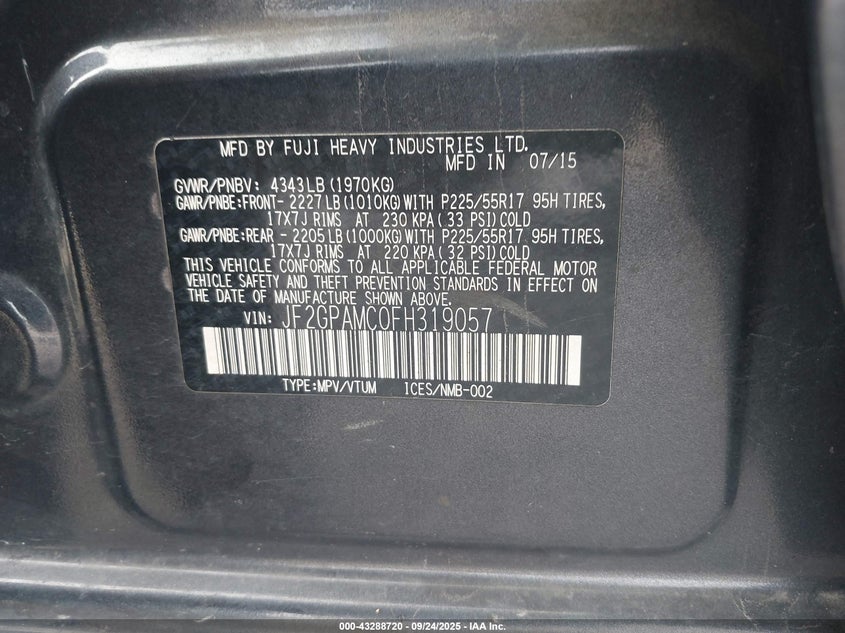 MFD BY FUJI HEAVY INDUSTRIES LTD.
MFD IN 07/15
GVWR/PNBV: 4343LB (1970KG)
GAWR/PNBE:FRONT- 2227LB (1010KG) WITH P225/55R17 95H TIRES,
17X7J RIMS AT 230 KPA (33 PSI) COLD
GAWR/PNBE:REAR - 2205LB (1000KG) WITH P225/55R17 95H TIRES,
17X7J RIMS AT 220 KPA (32 PSI) COLD
THIS VEHICLE CONFORMS TO ALL APPLICABLE FEDERAL MOTOR
VEHICLE SAFETY AND THEFT PREVENTION STANDARDS IN EFFECT ON
THE DATE OF MANUFACTURE SHOWN ABOVE.
VIN: JF2GPAMC0FH319057
TYPE:MPV/VTUM ICES/NMB-002
000-43288720 - 09/24/2025 - IAA Inc.